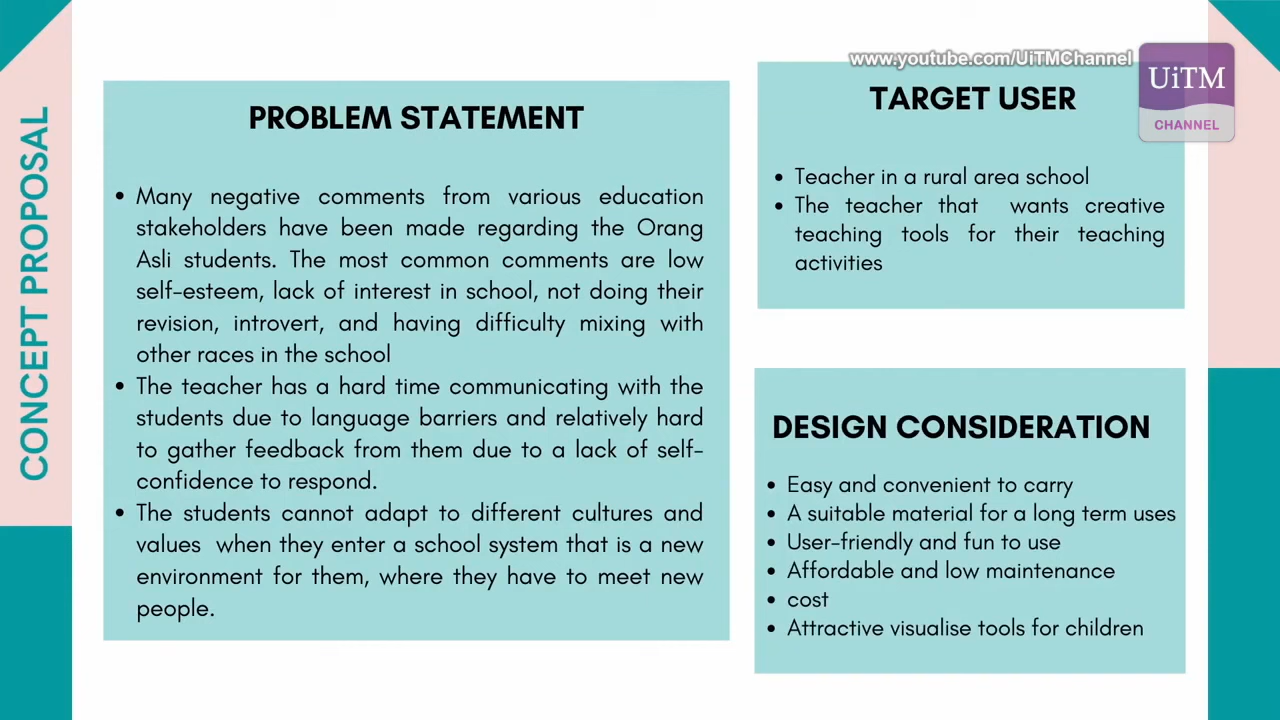 CONCEPT PROPOSAL
PROBLEM STATEMENT
• Many negative comments from various education
stakeholders have been made regarding the Orang
Asli students. The most common comments are low
self-esteem, lack of interest in school, not doing their
revision, introvert, and having difficulty mixing with
other races in the school
• The teacher has a hard time communicating with the
students due to language barriers and relatively hard
to gather feedback from them due to a lack of self-
confidence to respond.
• The students cannot adapt to different cultures and
values when they enter a school system that is a new
environment for them, where they have to meet new
people.
www.youtube.com/UiTMChannel
UiTM
CHANNEL
TARGET USER
• Teacher in a rural area school
• The teacher that wants creative
teaching tools for their teaching
activities
DESIGN CONSIDERATION
• Easy and convenient to carry
• A suitable material for a long term uses
• User-friendly and fun to use
• Affordable and low maintenance
• cost
• Attractive visualise tools for children